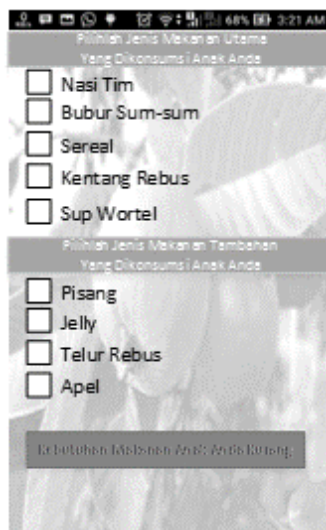 68% 3:21 AM
Pilihlah Jenis Makanan Utama
Yang Dikonsumsi Anak Anda
Nasi Tim
Bubur Sum-sum
Sereal
Kentang Rebus
Sup Wortel
Pilihlah Jenis Makanan Tambahan
Yang Dikonsumsi Anak Anda
Pisang
Jelly
Telur Rebus
Apel
Kebutuhan Makanan Anak Anda Kurang